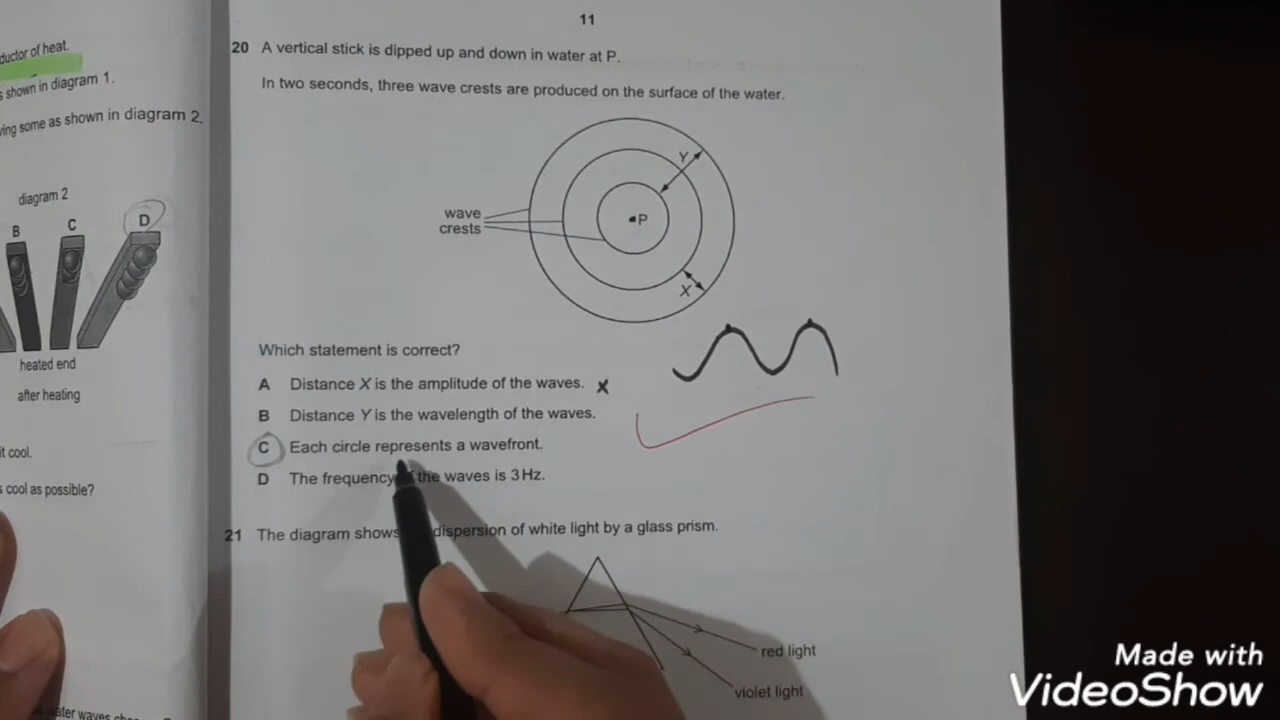 ductor of heat.
shown in diagram 1.
ving some as shown in diagram 2.
diagram 2
B C D
heated end
after heating
it cool.
cool as possible?
11
20 A vertical stick is dipped up and down in water at P.
In two seconds, three wave crests are produced on the surface of the water.
Y
wave
crests
P
X
Which statement is correct?
A Distance X is the amplitude of the waves. x
B Distance Y is the wavelength of the waves.
C Each circle represents a wavefront.
D The frequency the waves is 3 Hz.
21 The diagram shows dispersion of white light by a glass prism.
red light
violet light
Made with
VideoShow